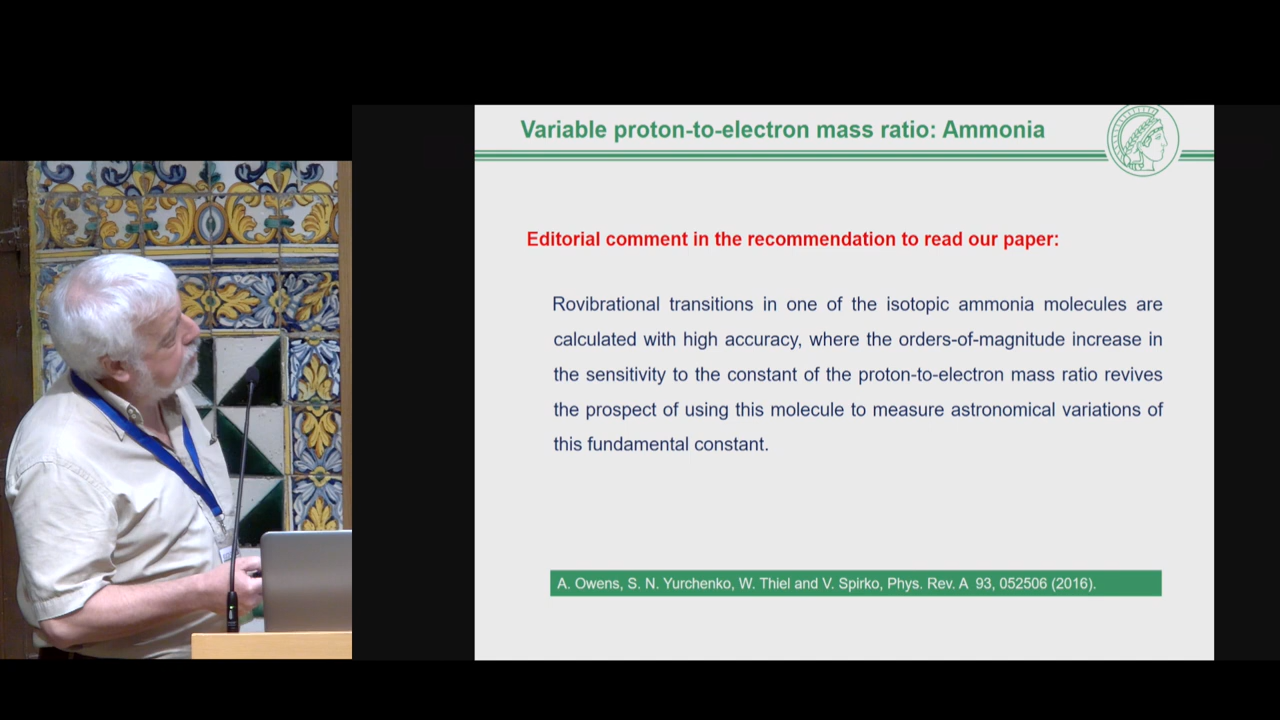 Variable proton-to-electron mass ratio: Ammonia
Editorial comment in the recommendation to read our paper:
Rovibrational transitions in one of the isotopic ammonia molecules are
calculated with high accuracy, where the orders-of-magnitude increase in
the sensitivity to the constant of the proton-to-electron mass ratio revives
the prospect of using this molecule to measure astronomical variations of
this fundamental constant.
A. Owens, S. N. Yurchenko, W. Thiel and V. Spirko, Phys. Rev. A 93, 052506 (2016).